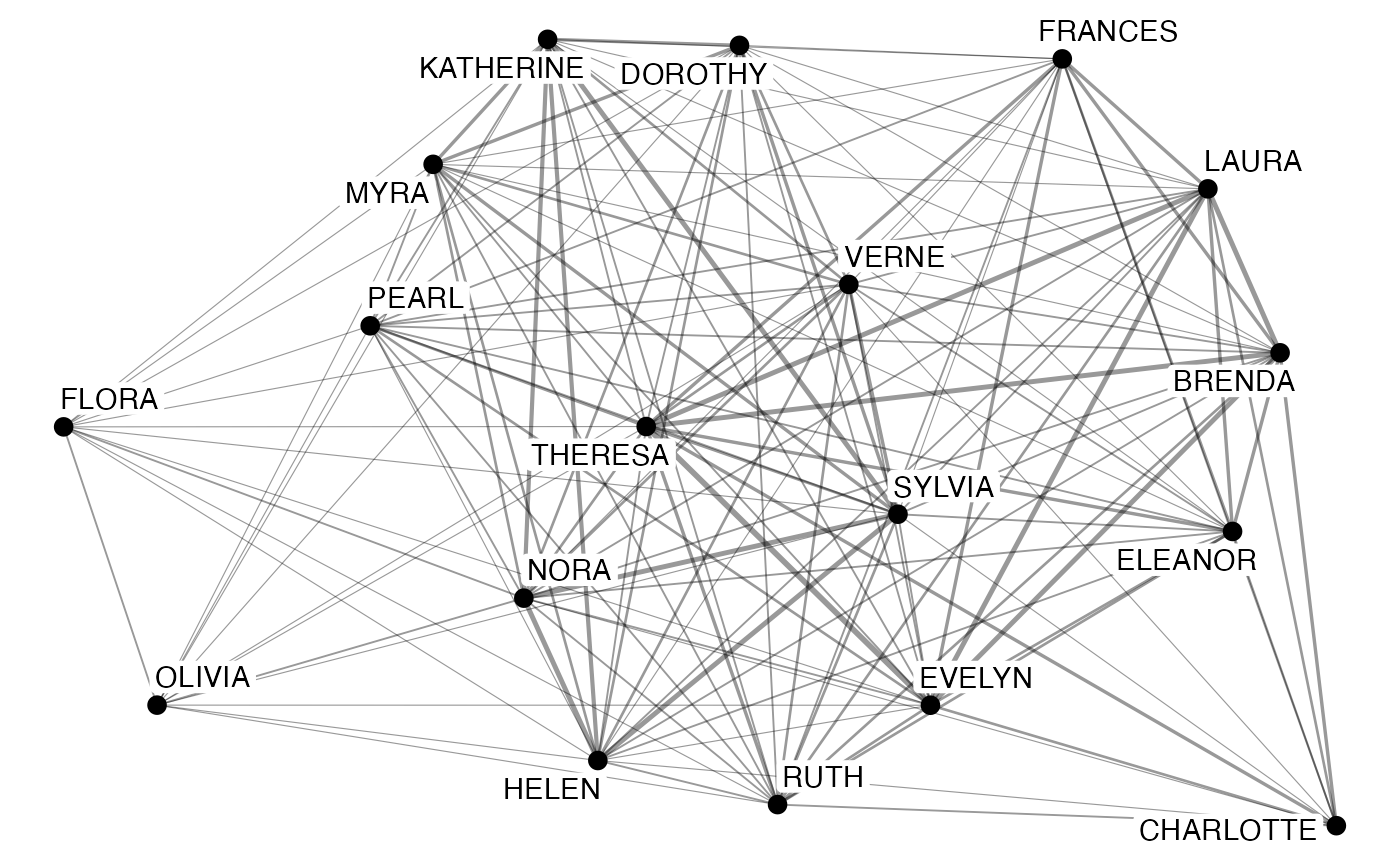 FRANCES
KATHERINE
DOROTHY
LAURA
MYRA
VERNE
PEARL
BRENDA
FLORA
THERESA
SYLVIA
ELEANOR
NORA
OLIVIA
EVELYN
RUTH
HELEN
CHARLOTTE